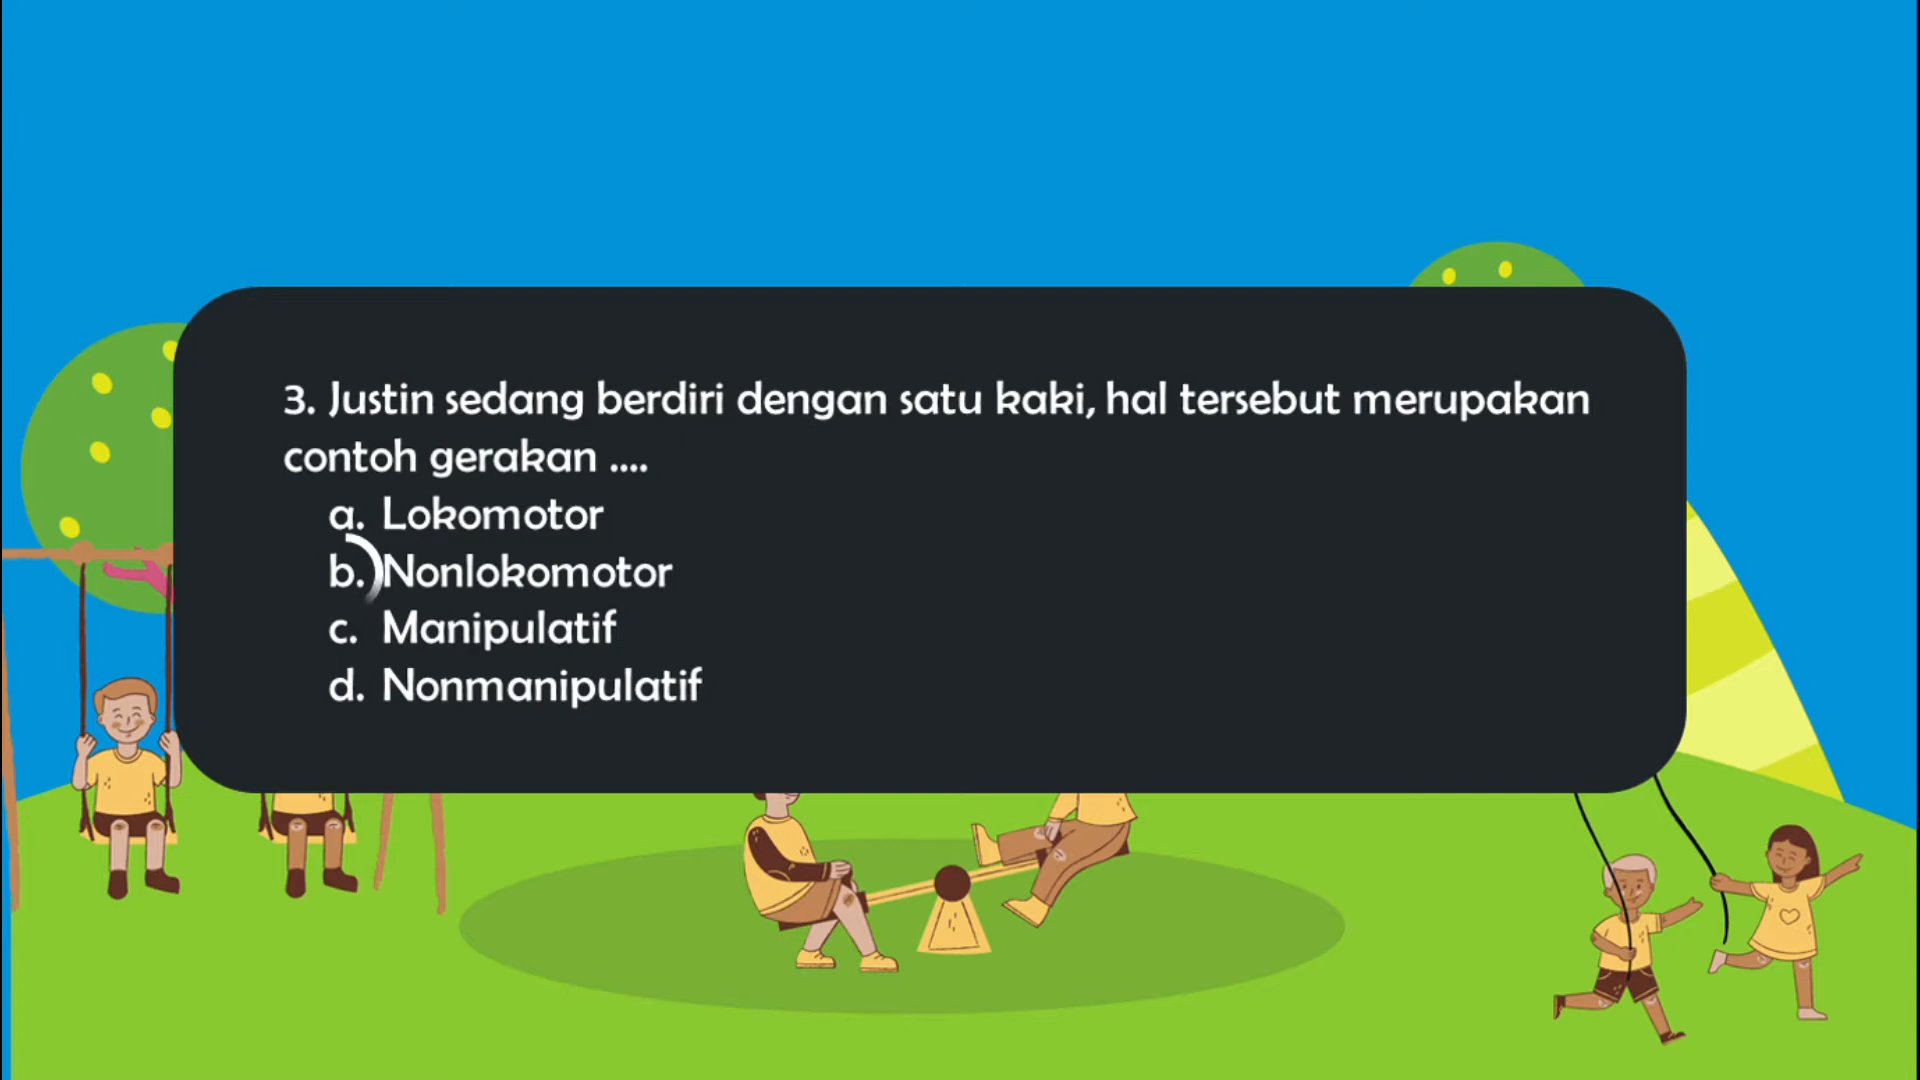 3. Justin sedang berdiri dengan satu kaki, hal tersebut merupakan
contoh gerakan ....
a. Lokomotor
b. Nonlokomotor
c. Manipulatif
d. Nonmanipulatif